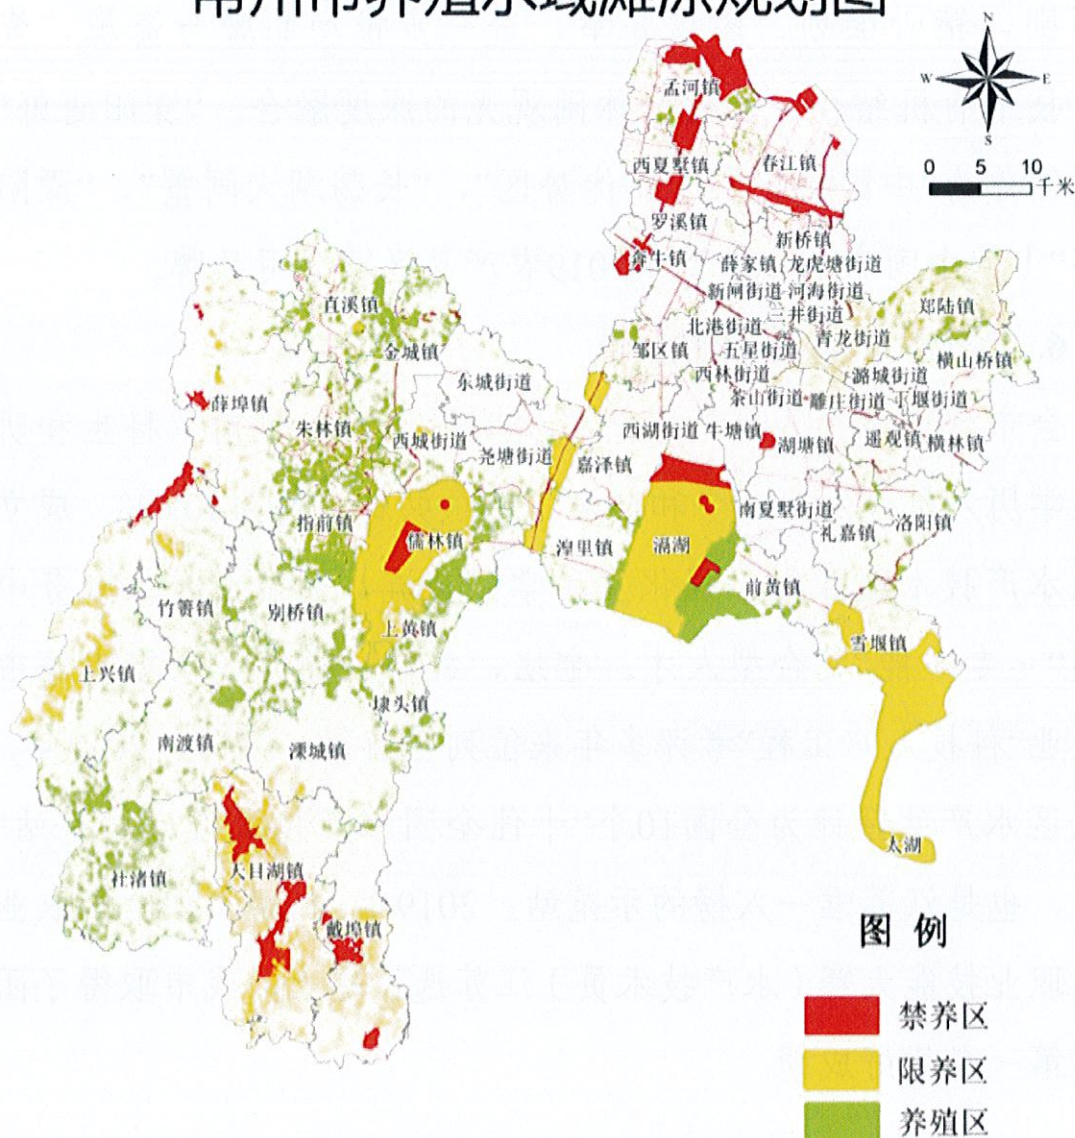 常州市养殖水域滩涂规划图
N
W
E
S
0 5 10
千米
孟河镇
西夏墅镇
春江镇
罗溪镇
新桥镇
奔牛镇
薛家镇
龙虎塘街道
新闸街道
河海街道
三井街道
郑陆镇
北港街道
青龙街道
邹区镇
五星街道
横山桥镇
西林街道
潞城街道
茶山街道
雕庄街道
丁堰街道
西湖街道
牛塘镇
湖塘镇
遥观镇
横林镇
直溪镇
金城镇
东城街道
薛埠镇
朱林镇
西城街道
尧塘街道
嘉泽镇
指前镇
儒林镇
湟里镇
滆湖
南夏墅街道
礼嘉镇
洛阳镇
前黄镇
竹箦镇
别桥镇
上黄镇
雪堰镇
上兴镇
埭头镇
南渡镇
溧城镇
太湖
社渚镇
天目湖镇
戴埠镇
图 例
禁养区
限养区
养殖区